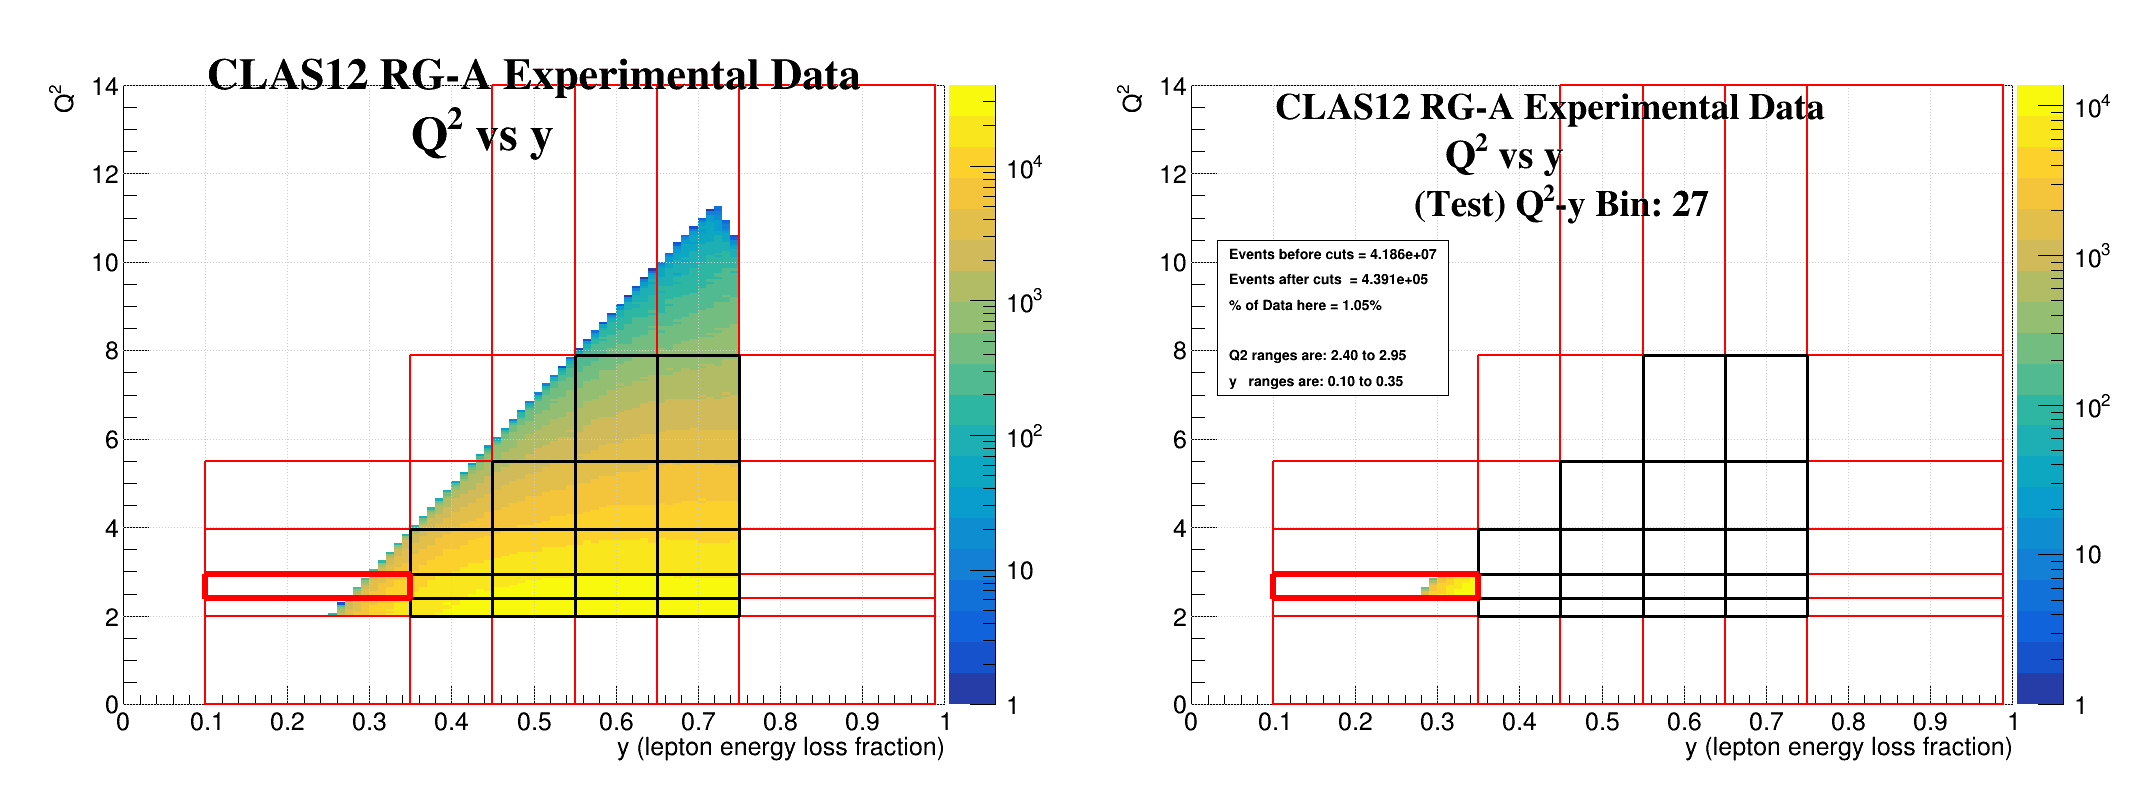 CLAS12 RG-A Experimental Data
Q² vs y
Q²
14
12
10
8
6
4
2
0
0 0.1 0.2 0.3 0.4 0.5 0.6 0.7 0.8 0.9 1
y (lepton energy loss fraction)
10⁴
10³
10²
10
1
CLAS12 RG-A Experimental Data
Q² vs y
(Test) Q²-y Bin: 27
Events before cuts = 4.186e+07
Events after cuts = 4.391e+05
% of Data here = 1.05%
Q2 ranges are: 2.40 to 2.95
y ranges are: 0.10 to 0.35
Q²
14
12
10
8
6
4
2
0
0 0.1 0.2 0.3 0.4 0.5 0.6 0.7 0.8 0.9 1
y (lepton energy loss fraction)
10⁴
10³
10²
10
1